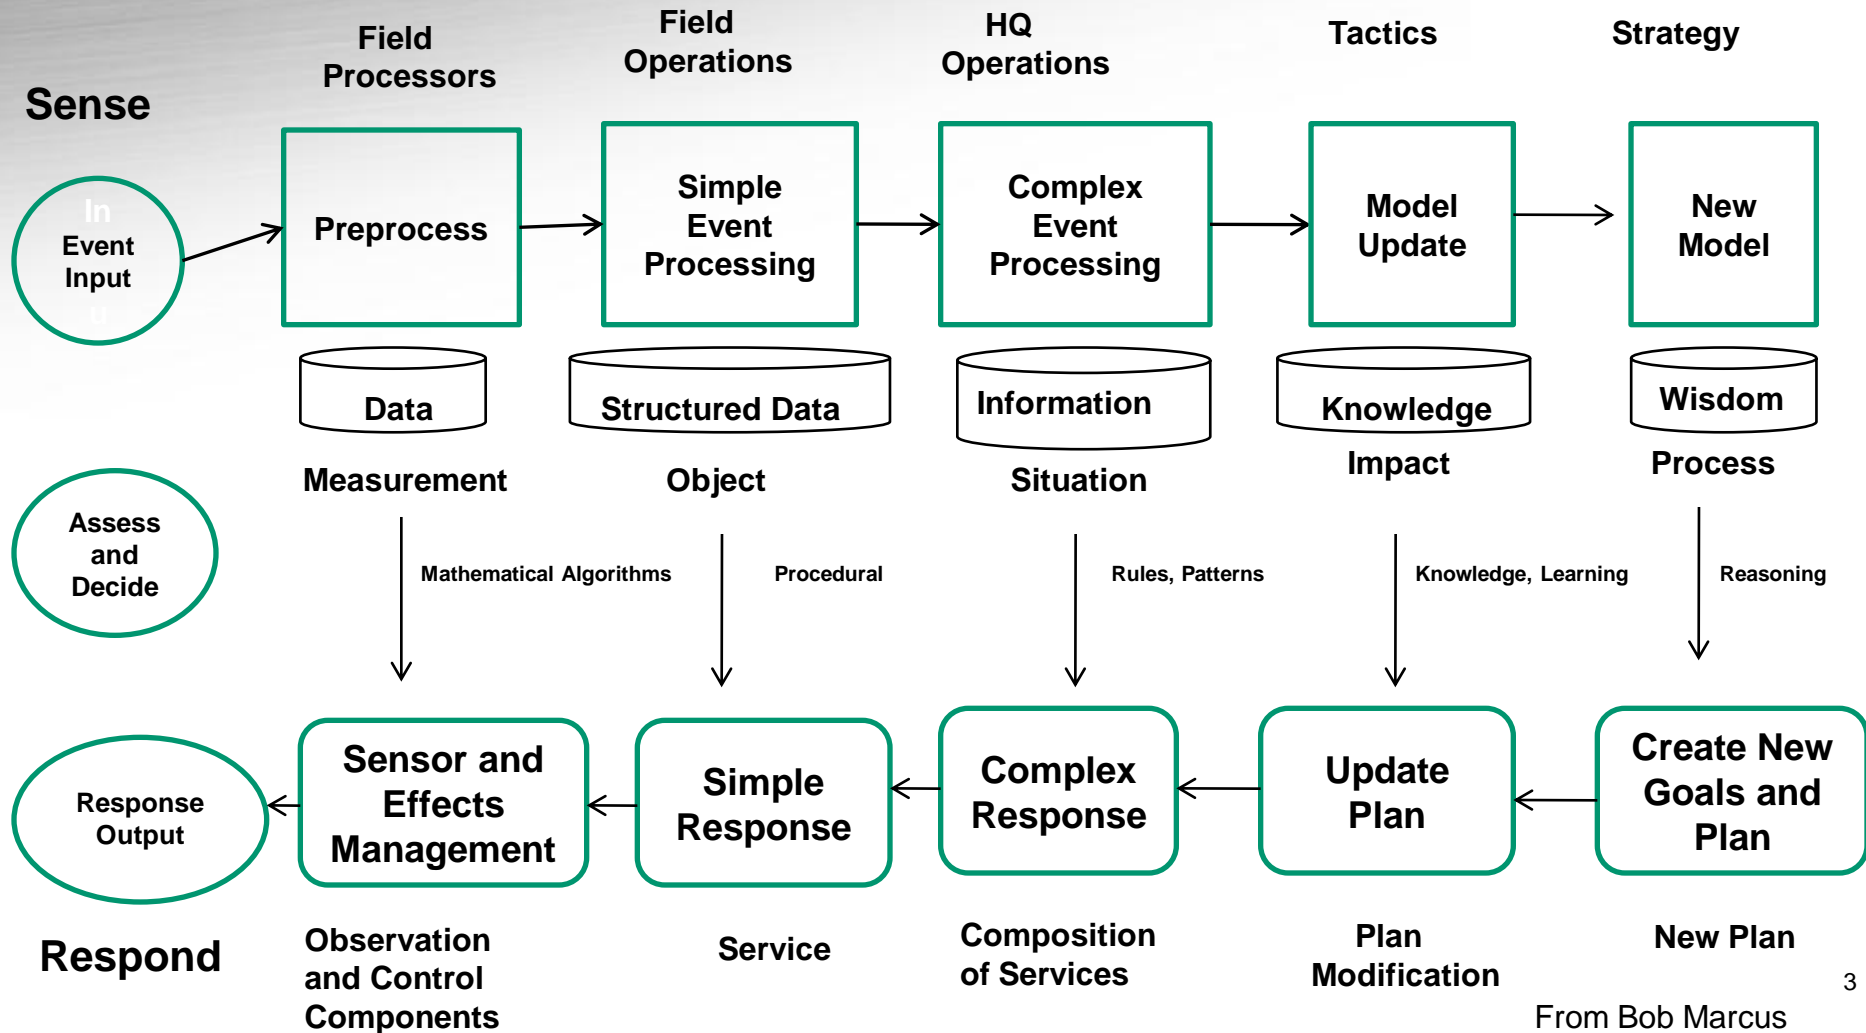 Field
Processors
Field
Operations
HQ
Operations
Tactics
Strategy
Sense
In
Event
Input
u
Preprocess
Simple
Event
Processing
Complex
Event
Processing
Model
Update
New
Model
Data
Structured Data
Information
Knowledge
Wisdom
Measurement
Object
Situation
Impact
Process
Assess
and
Decide
Mathematical Algorithms
Procedural
Rules, Patterns
Knowledge, Learning
Reasoning
Response
Output
Sensor and
Effects
Management
Simple
Response
Complex
Response
Update
Plan
Create New
Goals and
Plan
Respond
Observation
and Control
Components
Service
Composition
of Services
Plan
Modification
New Plan
3
From Bob Marcus